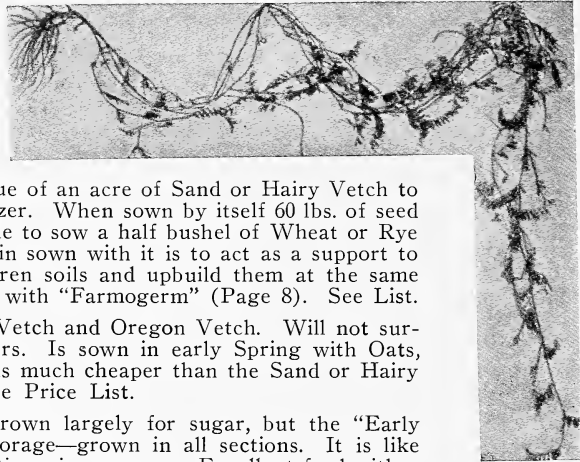 ue of an acre of Sand or Hairy Vetch to
zer. When sown by itself 60 lbs. of seed
le to sow a half bushel of Wheat or Rye
in sown with it is to act as a support to
ren soils and upbuild them at the same
with "Farmogerm" (Page 8). See List.
Vetch and Oregon Vetch. Will not sur-
rs. Is sown in early Spring with Oats,
s much cheaper than the Sand or Hairy
e Price List.
rown largely for sugar, but the "Early
orage—grown in all sections. It is like